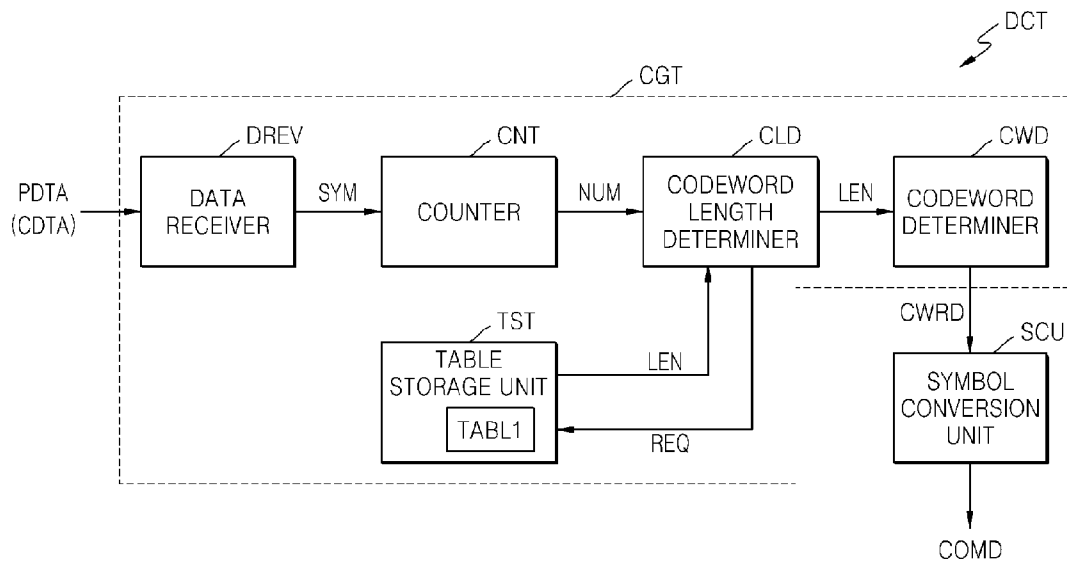 DCT
CGT
DREV
CNT
CLD
CWD
PDTA
(CDTA)
DATA
RECEIVER
SYM
COUNTER
NUM
CODEWORD
LENGTH
DETERMINER
LEN
CODEWORD
DETERMINER
TST
TABLE
STORAGE UNIT
TABL1
LEN
REQ
CWRD
SCU
SYMBOL
CONVERSION
UNIT
COMD